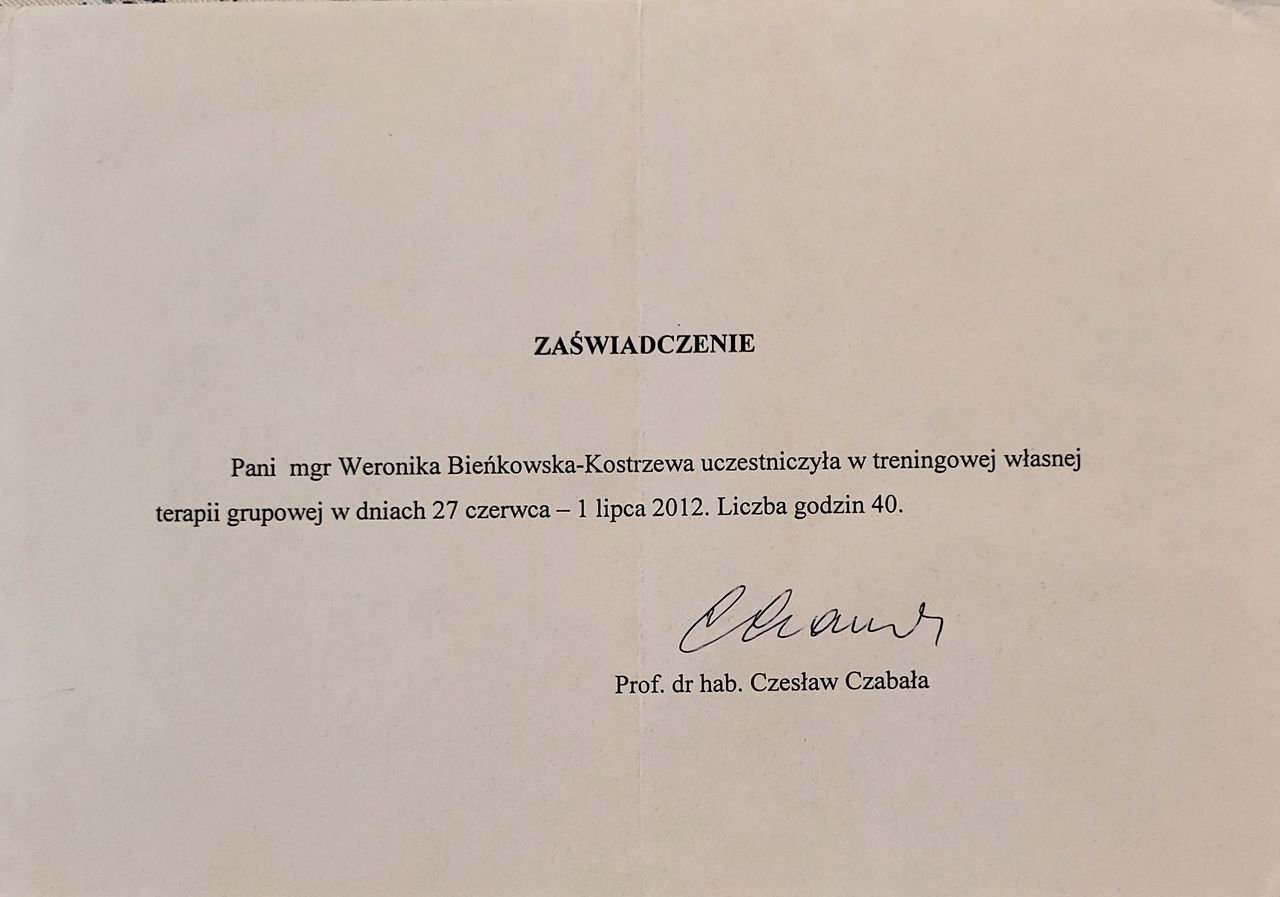 ZAŚWIADCZENIE
Pani mgr Weronika Bieńkowska-Kostrzewa uczestniczyła w treningowej własnej
terapii grupowej w dniach 27 czerwca – 1 lipca 2012. Liczba godzin 40.
Prof. dr hab. Czesław Czabała